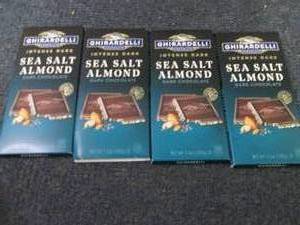 GHIRARDELLI
INTENSE DARK
SEA SALT
ALMOND
DARK CHOCOLATE
GHIRARDELLI
INTENSE DARK
SEA SALT
ALMOND
DARK CHOCOLATE
GHIRARDELLI
INTENSE DARK
SEA SALT
ALMOND
DARK CHOCOLATE
GHIRARDELLI
INTENSE DARK
SEA SALT
ALMOND
DARK CHOCOLATE